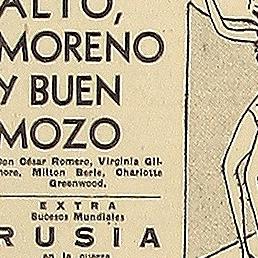 ALTO,
MORENO
Y BUEN
MOZO
Con César Romero, Virginia Gil-
more, Milton Berle, Charlotte
Greenwood.
EXTRA
Sucesos Mundiales
RUSIA
en la guerra